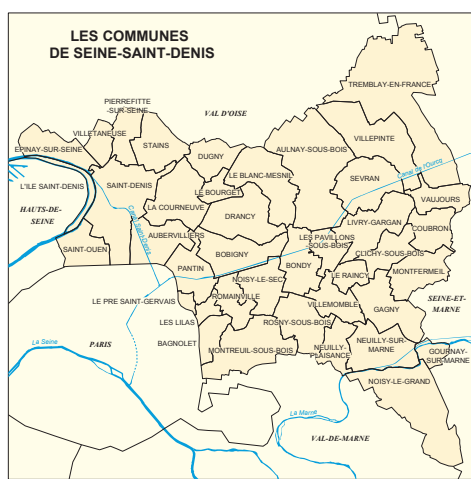 LES COMMUNES
DE SEINE-SAINT-DENIS
TREMBLAY-EN-FRANCE
PIERREFITTE
-SUR-SEINE
VAL D'OISE
VILLETANEUSE
VILLEPINTE
STAINS
EPINAY-SUR-SEINE
AULNAY-SOUS-BOIS
DUGNY
Canal de l'Ourcq
LE BLANC-MESNIL
SEVRAN
L'ILE SAINT-DENIS
SAINT-DENIS
LE BOURGET
VAUJOURS
HAUTS-DE-
SEINE
LA COURNEUVE
DRANCY
Canal Saint-Denis
LIVRY-GARGAN
COUBRON
AUBERVILLIERS
LES PAVILLONS
-SOUS-BOIS
SAINT-OUEN
BOBIGNY
CLICHY-SOUS-BOIS
PANTIN
BONDY
LE RAINCY
MONTFERMEIL
NOISY-LE-SEC
ROMAINVILLE
LE PRE SAINT-GERVAIS
VILLEMOMBLE
GAGNY
SEINE-ET-
MARNE
LES LILAS
ROSNY-SOUS-BOIS
La Seine
PARIS
BAGNOLET
MONTREUIL-SOUS-BOIS
NEUILLY-
PLAISANCE
NEUILLY-SUR-
MARNE
GOURNAY-
SUR-MARNE
NOISY-LE-GRAND
La Marne
VAL-DE-MARNE